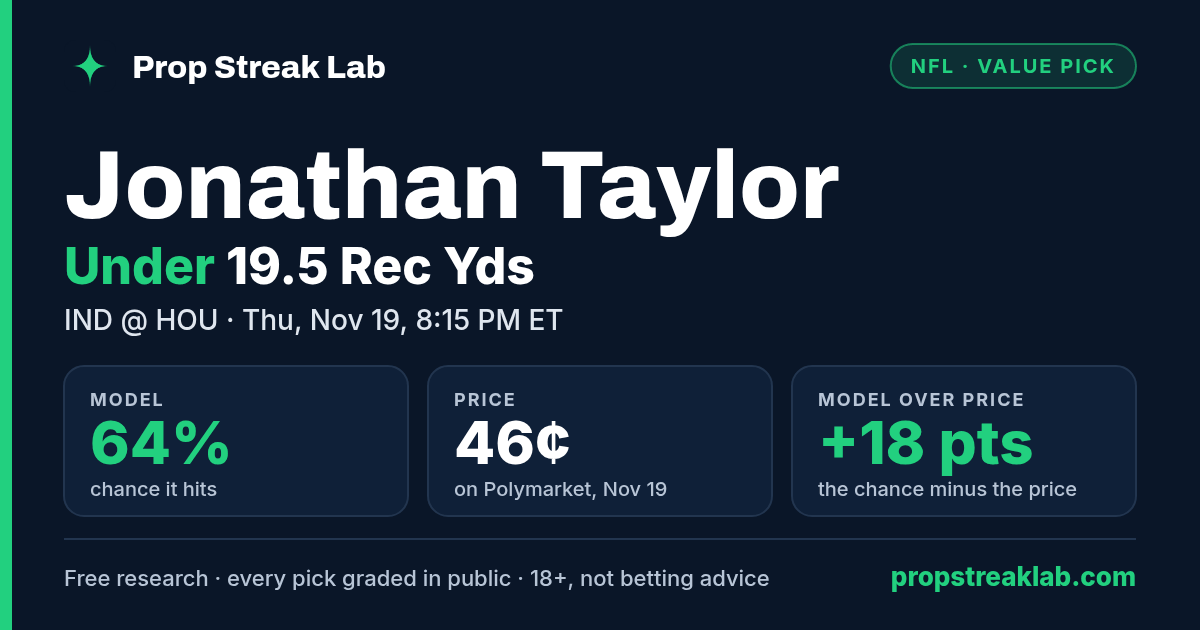 Prop Streak Lab
NFL · VALUE PICK
Jonathan Taylor
Under 19.5 Rec Yds
IND @ HOU · Thu, Nov 19, 8:15 PM ET
MODEL
64%
chance it hits
PRICE
46¢
on Polymarket, Nov 19
MODEL OVER PRICE
+18 pts
the chance minus the price
Free research · every pick graded in public · 18+, not betting advice
propstreaklab.com